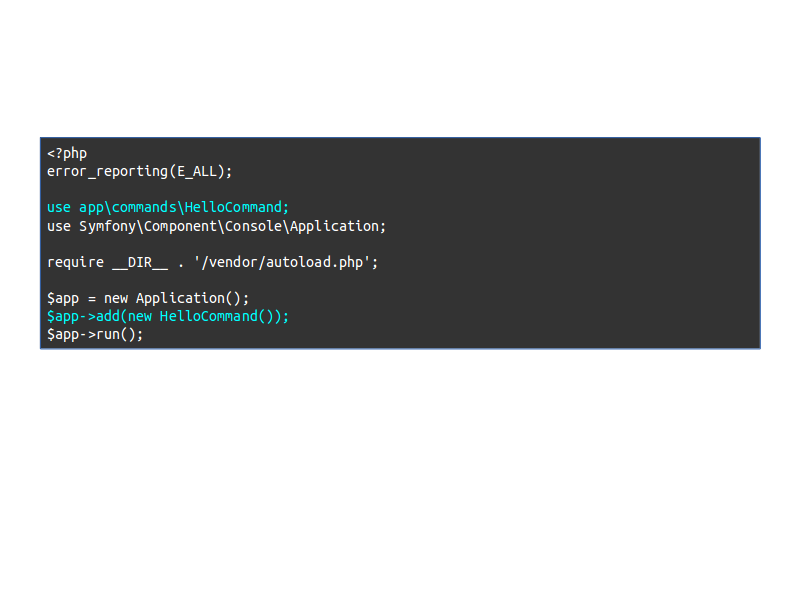 <?php
error_reporting(E_ALL);
use app\commands\HelloCommand;
use Symfony\Component\Console\Application;
require __DIR__ . '/vendor/autoload.php';
$app = new Application();
$app->add(new HelloCommand());
$app->run();